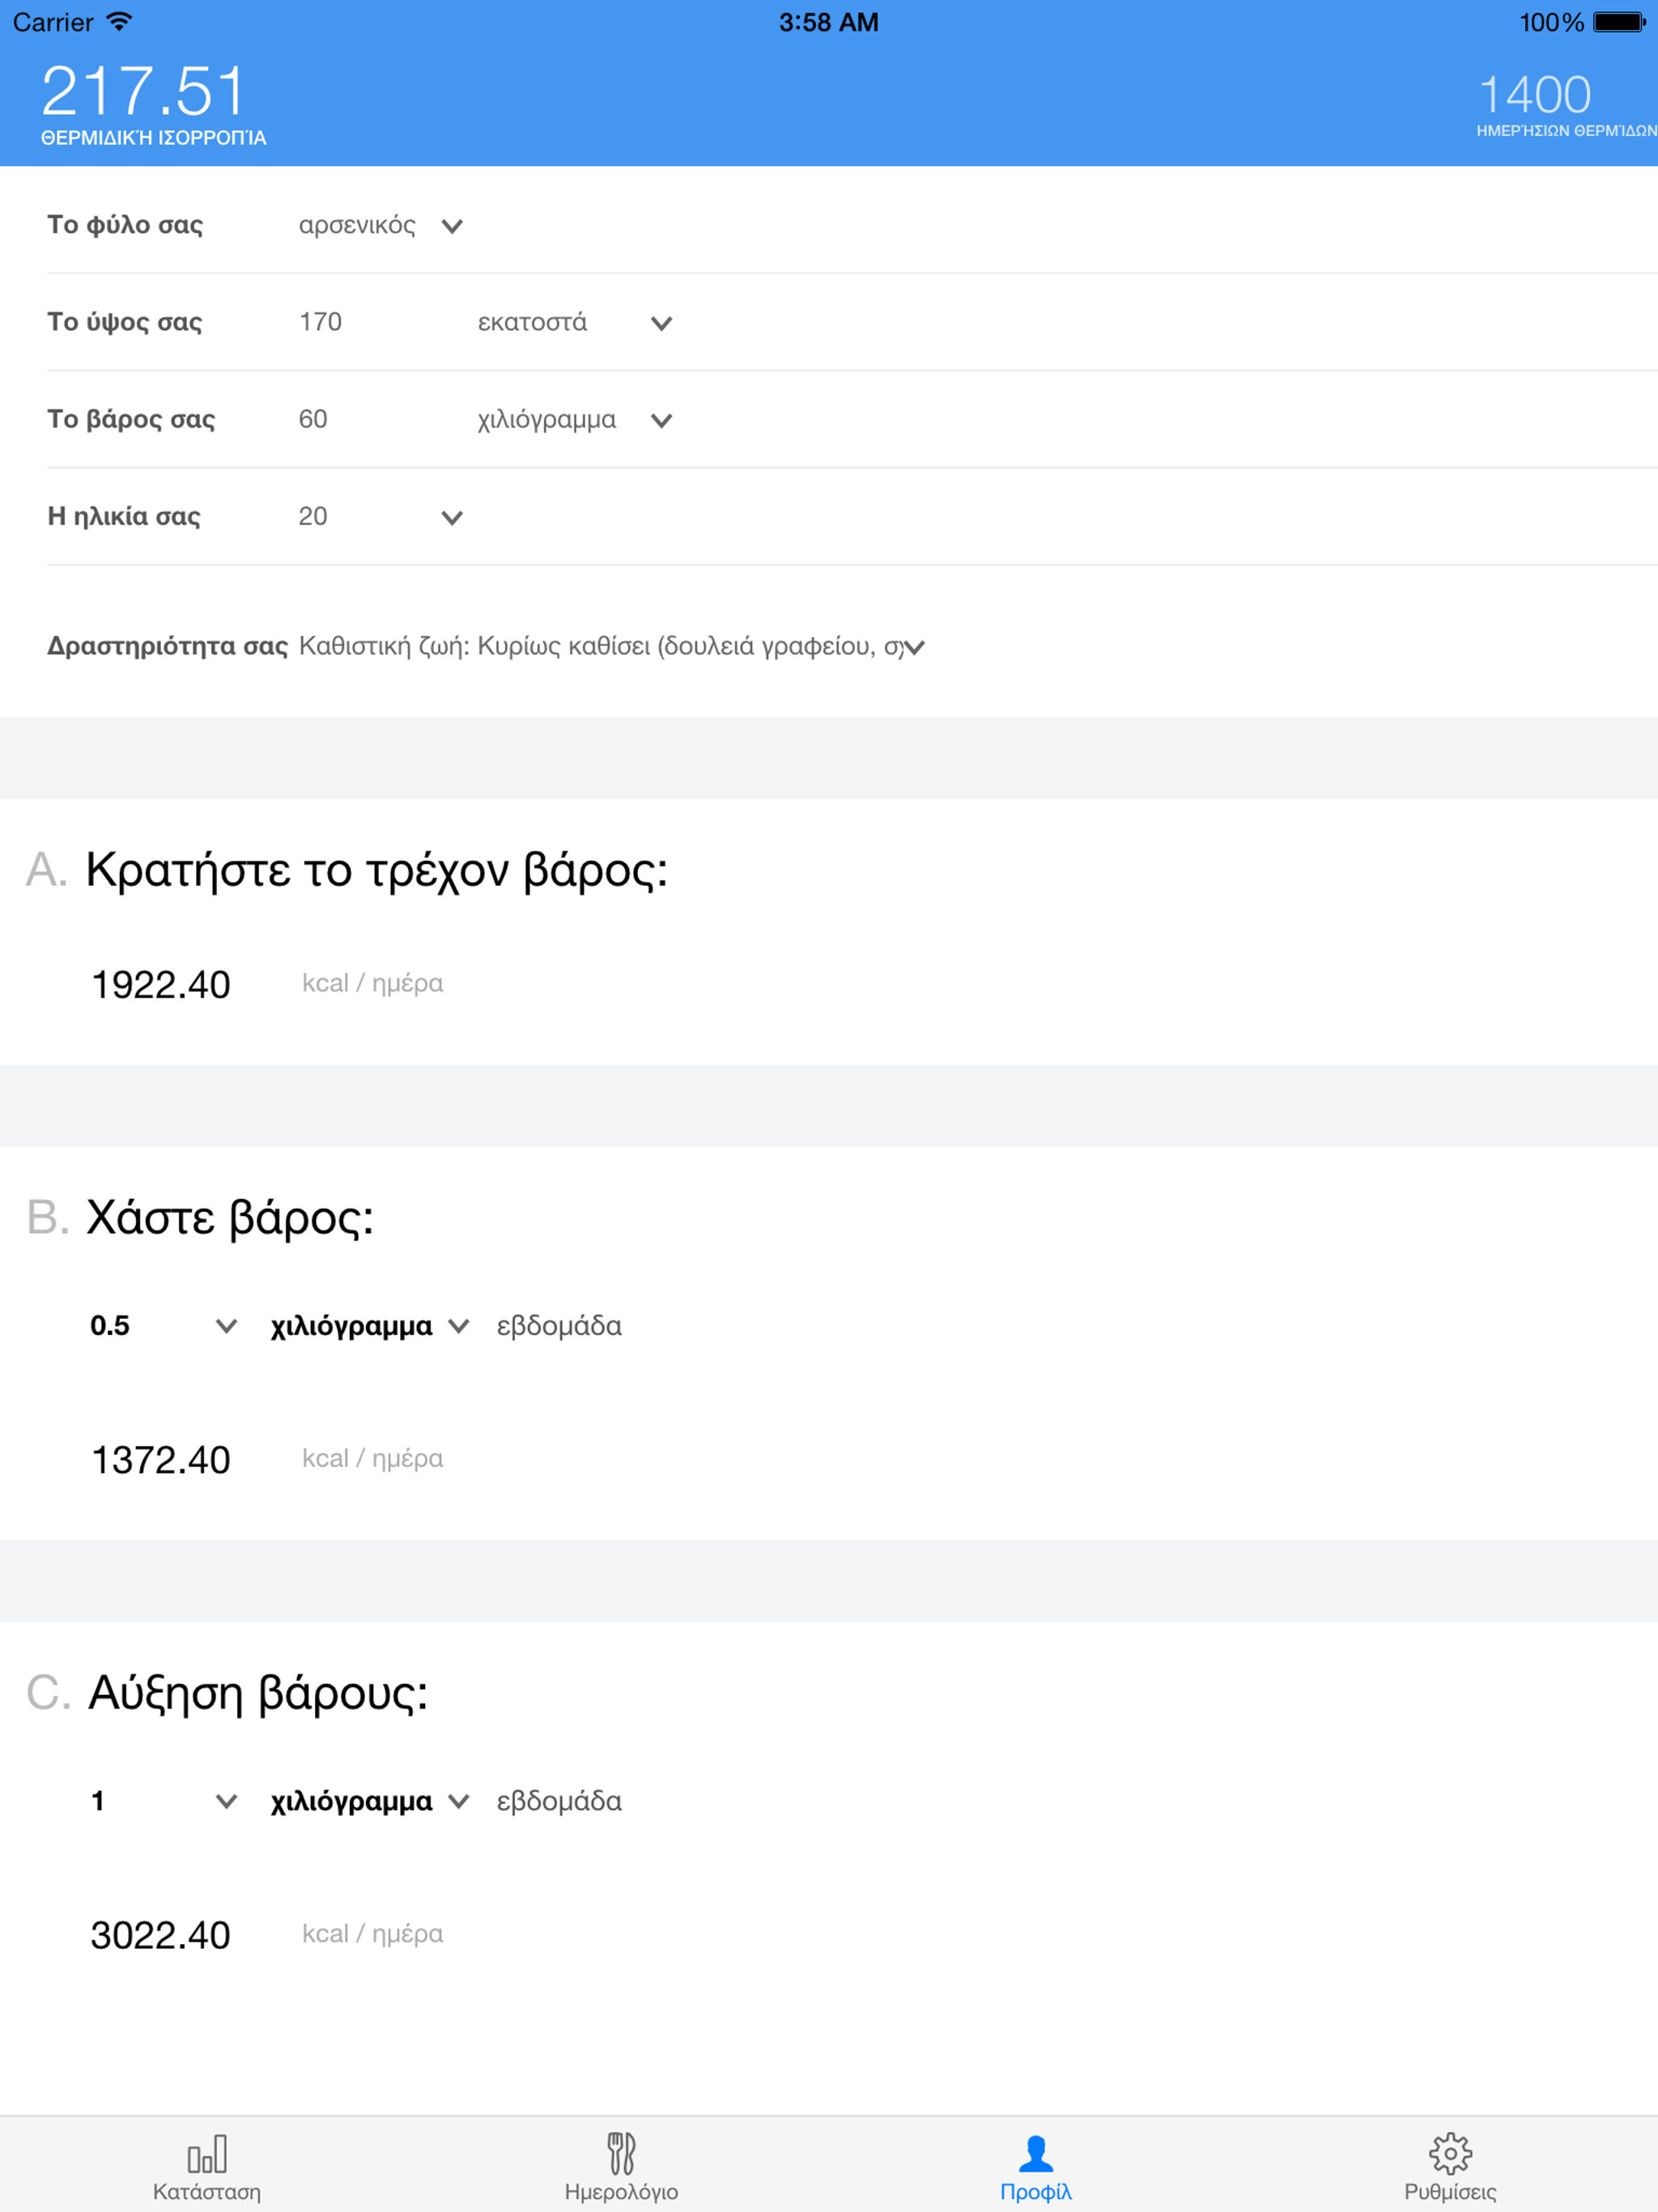 Carrier 3:58 AM 100%
217.51 1400
ΘΕΡΜΙΔΙΚΉ ΙΣΟΡΡΟΠΊΑ ΗΜΕΡΉΣΙΩΝ ΘΕΡΜΊΔΩΝ
Το φύλο σας αρσενικός
Το ύψος σας 170 εκατοστά
Το βάρος σας 60 χιλιόγραμμα
Η ηλικία σας 20
Δραστηριότητα σας Καθιστική ζωή: Κυρίως καθίσει (δουλειά γραφείου,
A. Κρατήστε το τρέχον βάρος:
1922.40 kcal / ημέρα
B. Χάστε βάρος:
0.5 χιλιόγραμμα εβδομάδα
1372.40 kcal / ημέρα
C. Αύξηση βάρους:
1 χιλιόγραμμα εβδομάδα
3022.40 kcal / ημέρα
Κατάσταση Ημερολόγιο Προφίλ Ρυθμίσεις